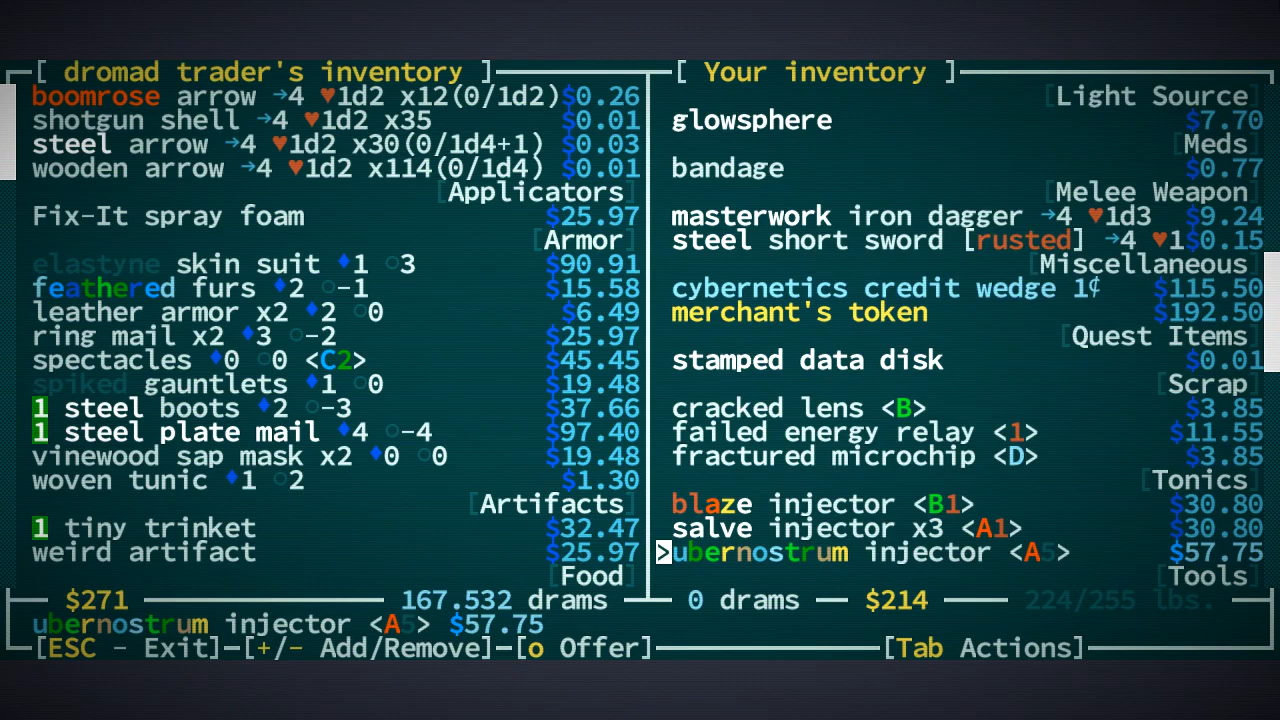 [ dromad trader's inventory ] [ Your inventory ]
boomrose arrow →4 ♥1d2 x12(0/1d2)$0.26 [Light Source]
shotgun shell →4 ♥1d2 x35 $0.01 glowsphere $7.70
steel arrow →4 ♥1d2 x30(0/1d4+1) $0.03 [Meds]
wooden arrow →4 ♥1d2 x114(0/1d4) $0.01 bandage $0.77
[Applicators] [Melee Weapon]
Fix-It spray foam $25.97 masterwork iron dagger →4 ♥1d3 $9.24
[Armor] steel short sword [rusted] →4 ♥1$0.15
elastyne skin suit ♦1 ○3 $90.91 [Miscellaneous]
feathered furs ♦2 ○-1 $15.58 cybernetics credit wedge 1¢ $115.50
leather armor x2 ♦2 ○0 $6.49 merchant's token $192.50
ring mail x2 ♦3 ○-2 $25.97 [Quest Items]
spectacles ♦0 ○0 <C2> $45.45 stamped data disk $0.01
spiked gauntlets ♦1 ○0 $19.48 [Scrap]
1 steel boots ♦2 ○-3 $37.66 cracked lens <B> $3.85
1 steel plate mail ♦4 ○-4 $97.40 failed energy relay <1> $11.55
vinewood sap mask x2 ♦0 ○0 $19.48 fractured microchip <D> $3.85
woven tunic ♦1 ○2 $1.30 [Tonics]
[Artifacts] blaze injector <B1> $30.80
1 tiny trinket $32.47 salve injector x3 <A1> $30.80
weird artifact $25.97 >ubernostrum injector <A5> $57.75
[Food] [Tools]
$271 167.532 drams 0 drams $214 224/255 lbs.
ubernostrum injector <A5> $57.75
[ESC - Exit] [+/- Add/Remove] [o Offer] [Tab Actions]